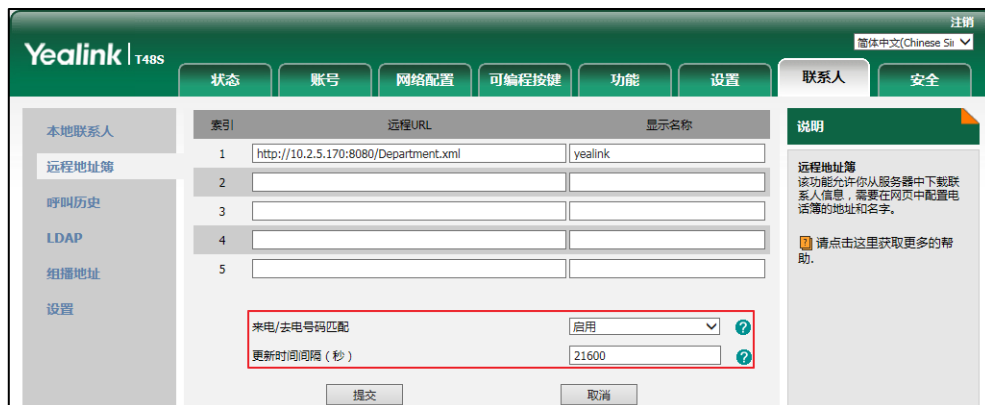 注销
Yealink T48S
简体中文(Chinese Sii
状态 账号 网络配置 可编程按键 功能 设置 联系人 安全
本地联系人
远程地址簿
呼叫历史
LDAP
组播地址
设置
索引 远程URL 显示名称
1 http://10.2.5.170:8080/Department.xml yealink
2
3
4
5
来电/去电号码匹配 启用 ?
更新时间间隔(秒) 21600 ?
提交 取消
说明
远程地址簿
该功能允许你从服务器中下载联
系人信息,需要在网页中配置电
话簿的地址和名字。
? 请点击这里获取更多的帮
助.